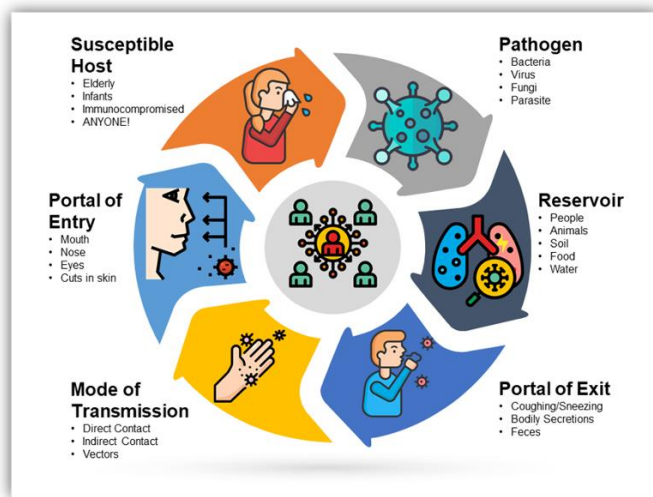 Susceptible
Host
• Elderly
• Infants
• Immunocompromised
• ANYONE!
Pathogen
• Bacteria
• Virus
• Fungi
• Parasite
Portal of
Entry
• Mouth
• Nose
• Eyes
• Cuts in skin
Reservoir
• People
• Animals
• Soil
• Food
• Water
Mode of
Transmission
• Direct Contact
• Indirect Contact
• Vectors
Portal of Exit
• Coughing/Sneezing
• Bodily Secretions
• Feces